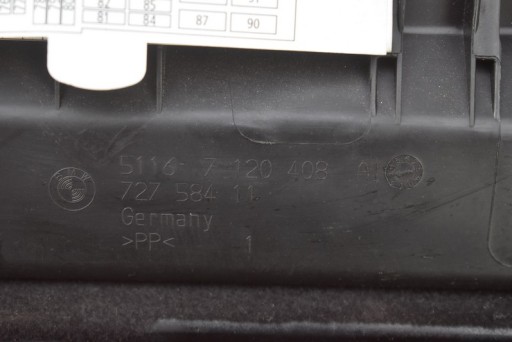 82 85
81 84 87 90
5116- 7 120 408
727 584 11
Germany
>PP< 1